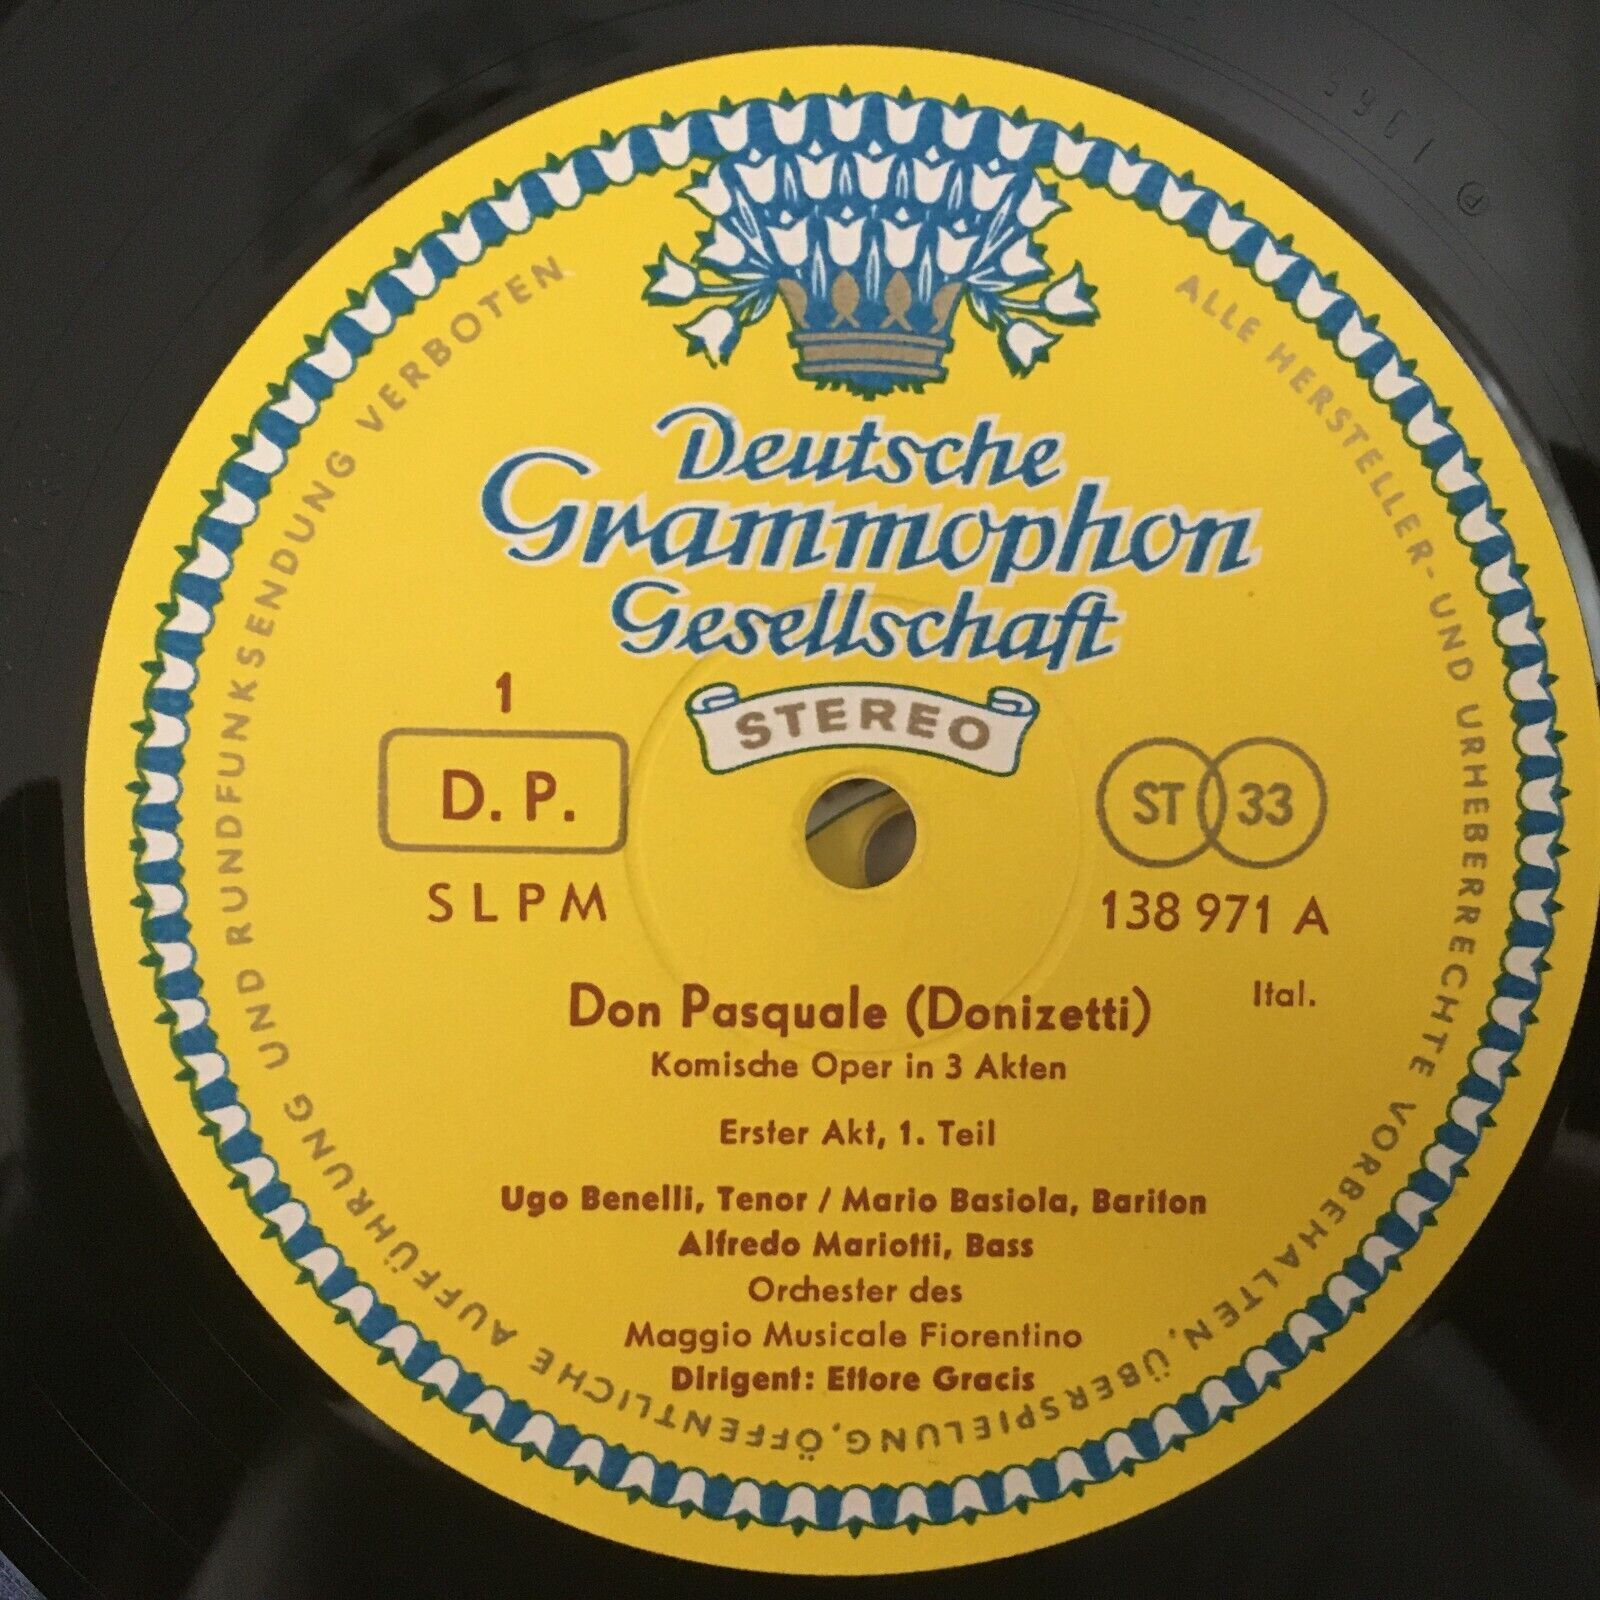 Deutsche
Grammophon
Gesellschaft
STEREO
1
D. P.
SLPM
ST 33
138 971 A
Ital.
Don Pasquale (Donizetti)
Komische Oper in 3 Akten
Erster Akt, 1. Teil
Ugo Benelli, Tenor / Mario Basiola, Bariton
Alfredo Mariotti, Bass
Orchester des
Maggio Musicale Fiorentino
Dirigent: Ettore Gracis
ALLE HERSTELLER- UND URHEBERRECHTE VORBEHALTEN, ÜBERSPIELUNG, ÖFFENTLICHE AUFFÜHRUNG UND RUNDFUNKSENDUNG VERBOTEN
Ⓟ 1965